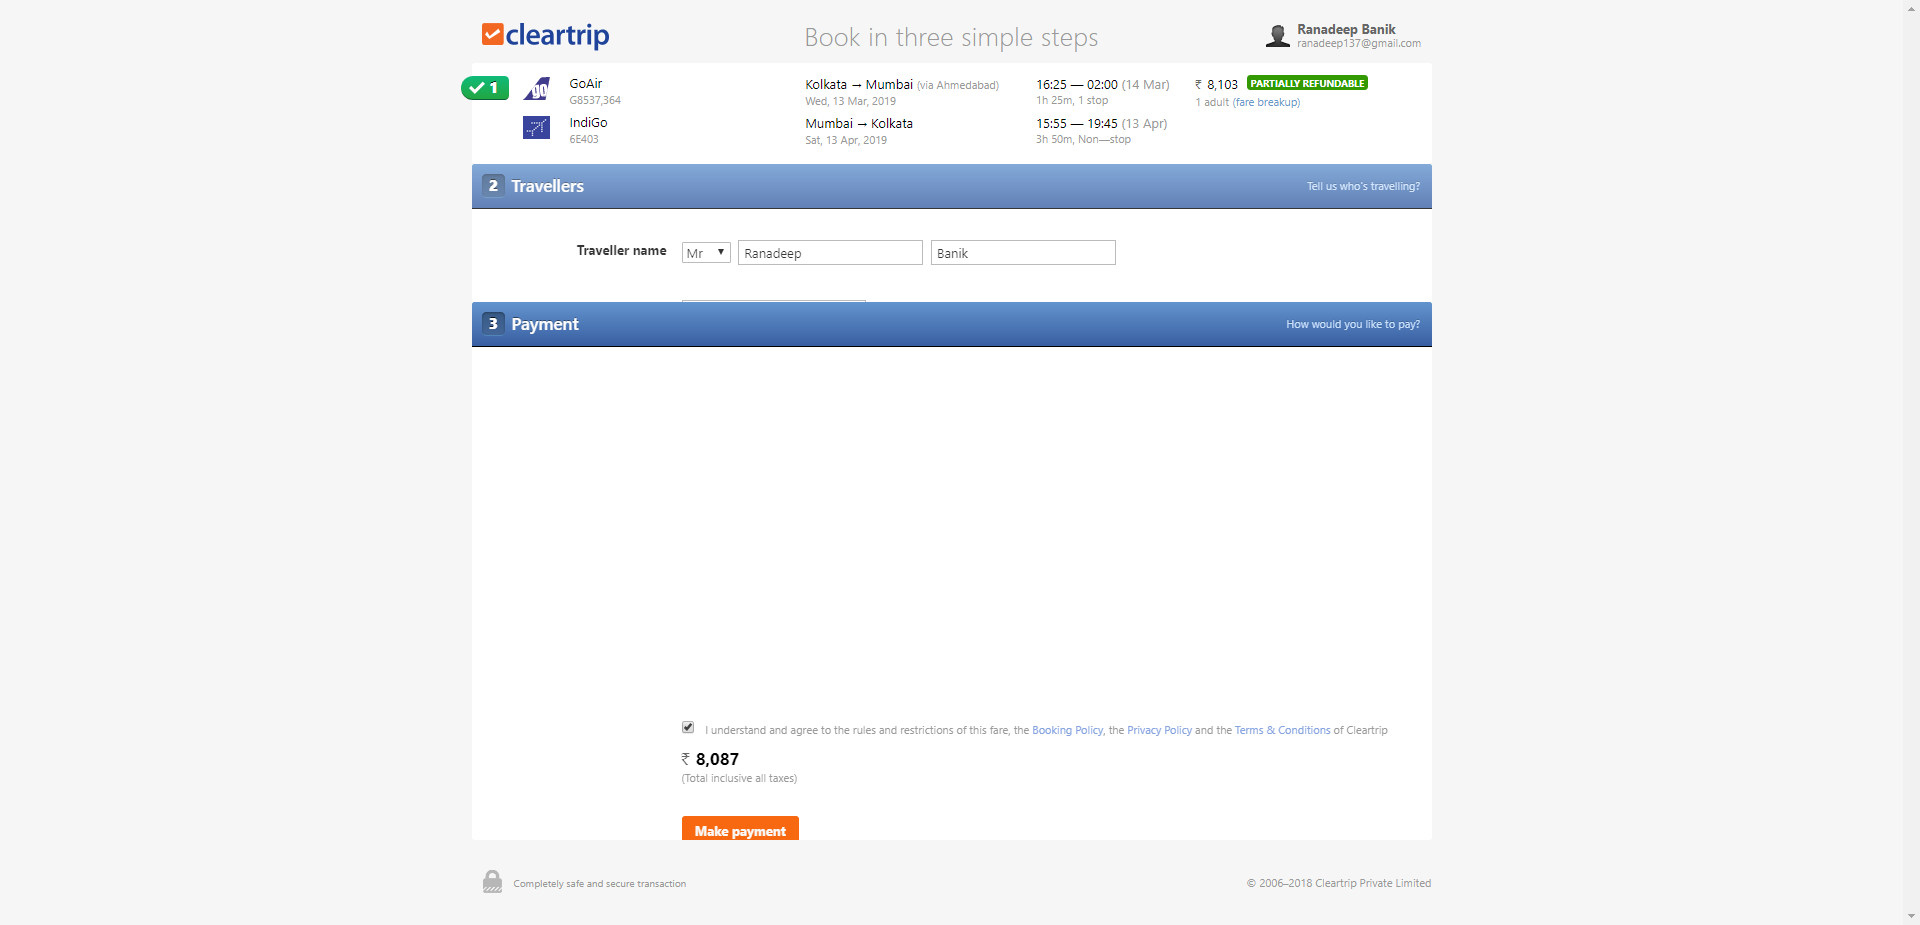 cleartrip
Book in three simple steps
Ranadeep Banik
ranadeep137@gmail.com
1
go
GoAir
G8537,364
Kolkata → Mumbai (via Ahmedabad)
Wed, 13 Mar, 2019
16:25 — 02:00 (14 Mar)
1h 25m, 1 stop
₹ 8,103 PARTIALLY REFUNDABLE
1 adult (fare breakup)
IndiGo
6E403
Mumbai → Kolkata
Sat, 13 Apr, 2019
15:55 — 19:45 (13 Apr)
3h 50m, Non—stop
2 Travellers
Tell us who's travelling?
Traveller name Mr Ranadeep Banik
3 Payment
How would you like to pay?
I understand and agree to the rules and restrictions of this fare, the Booking Policy, the Privacy Policy and the Terms & Conditions of Cleartrip
₹ 8,087
(Total inclusive all taxes)
Make payment
Completely safe and secure transaction
© 2006–2018 Cleartrip Private Limited